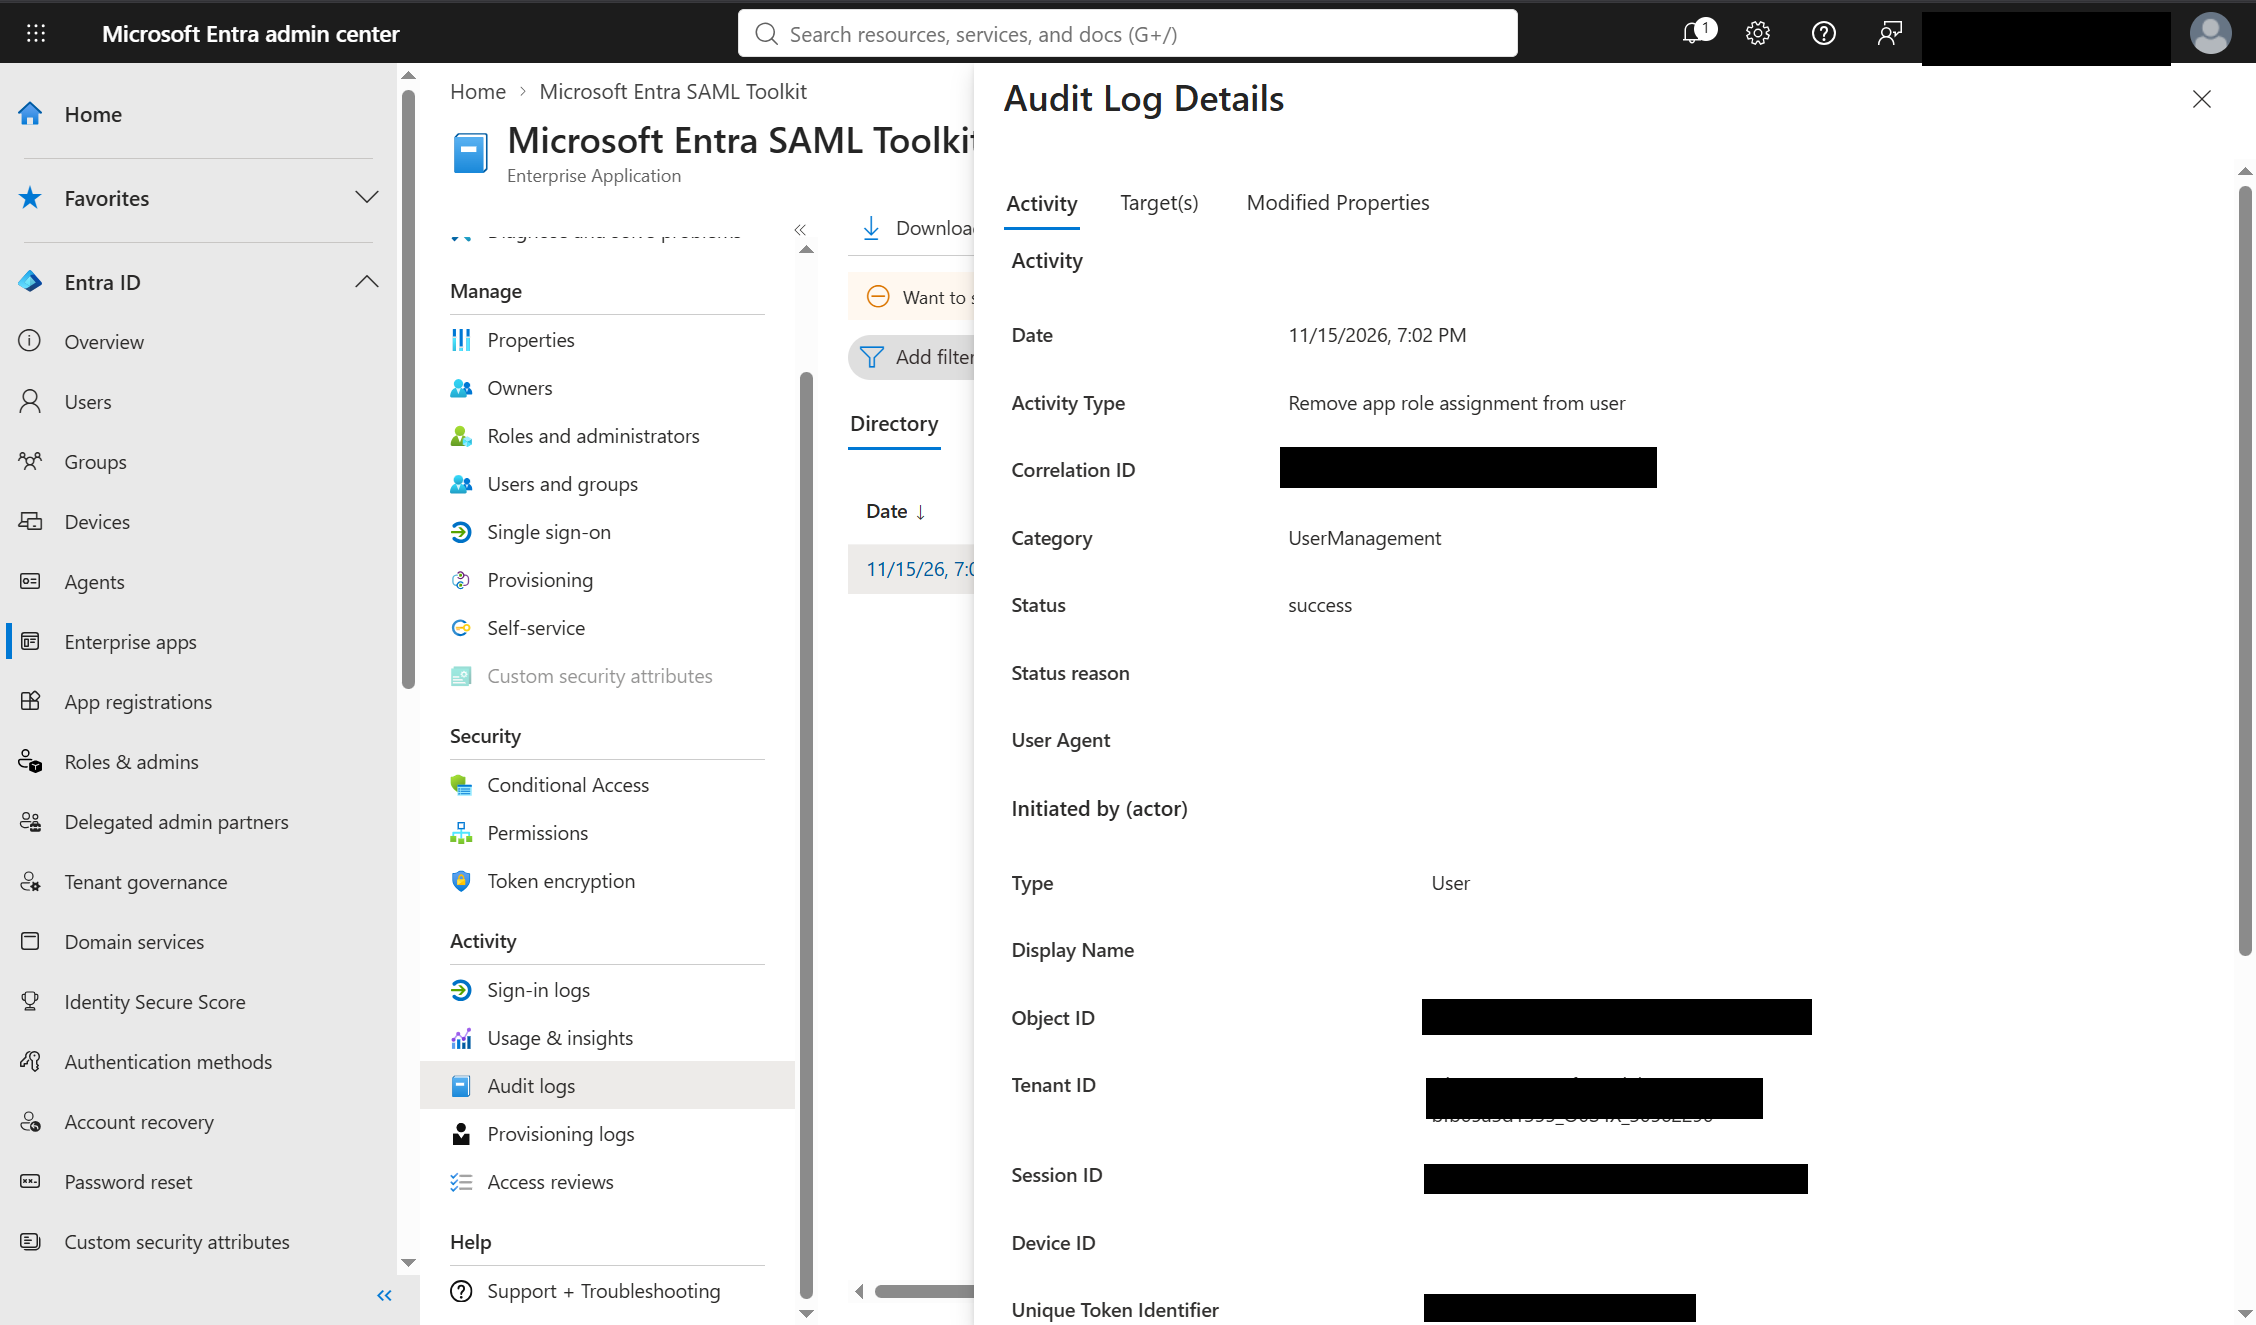 Microsoft Entra admin center
Search resources, services, and docs (G+/)
1
Home
Favorites
Entra ID
Overview
Users
Groups
Devices
Agents
Enterprise apps
App registrations
Roles & admins
Delegated admin partners
Tenant governance
Domain services
Identity Secure Score
Authentication methods
Account recovery
Password reset
Custom security attributes
Home > Microsoft Entra SAML Toolkit
Microsoft Entra SAML Toolkit
Enterprise Application
Diagnose and solve problems
Manage
Properties
Owners
Roles and administrators
Users and groups
Single sign-on
Provisioning
Self-service
Custom security attributes
Security
Conditional Access
Permissions
Token encryption
Activity
Sign-in logs
Usage & insights
Audit logs
Provisioning logs
Access reviews
Help
Support + Troubleshooting
Downloa
Want to s
Add filter
Directory
Date ↓
11/15/26, 7:0
Audit Log Details
Activity Target(s) Modified Properties
Activity
Date 11/15/2026, 7:02 PM
Activity Type Remove app role assignment from user
Correlation ID
Category UserManagement
Status success
Status reason
User Agent
Initiated by (actor)
Type User
Display Name
Object ID
Tenant ID
Session ID
Device ID
Unique Token Identifier